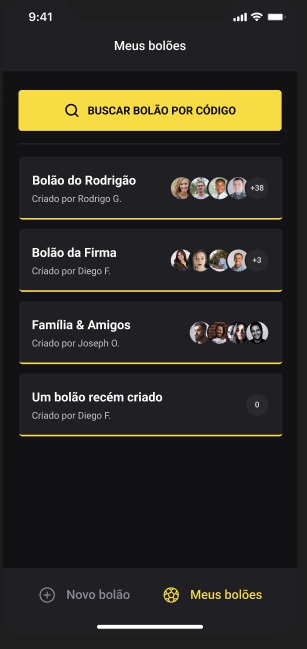 9:41
Meus bolões
BUSCAR BOLÃO POR CÓDIGO
Bolão do Rodrigão
Criado por Rodrigo G.
+38
Bolão da Firma
Criado por Diego F.
+3
Família & Amigos
Criado por Joseph O.
Um bolão recém criado
Criado por Diego F.
0
Novo bolão
Meus bolões